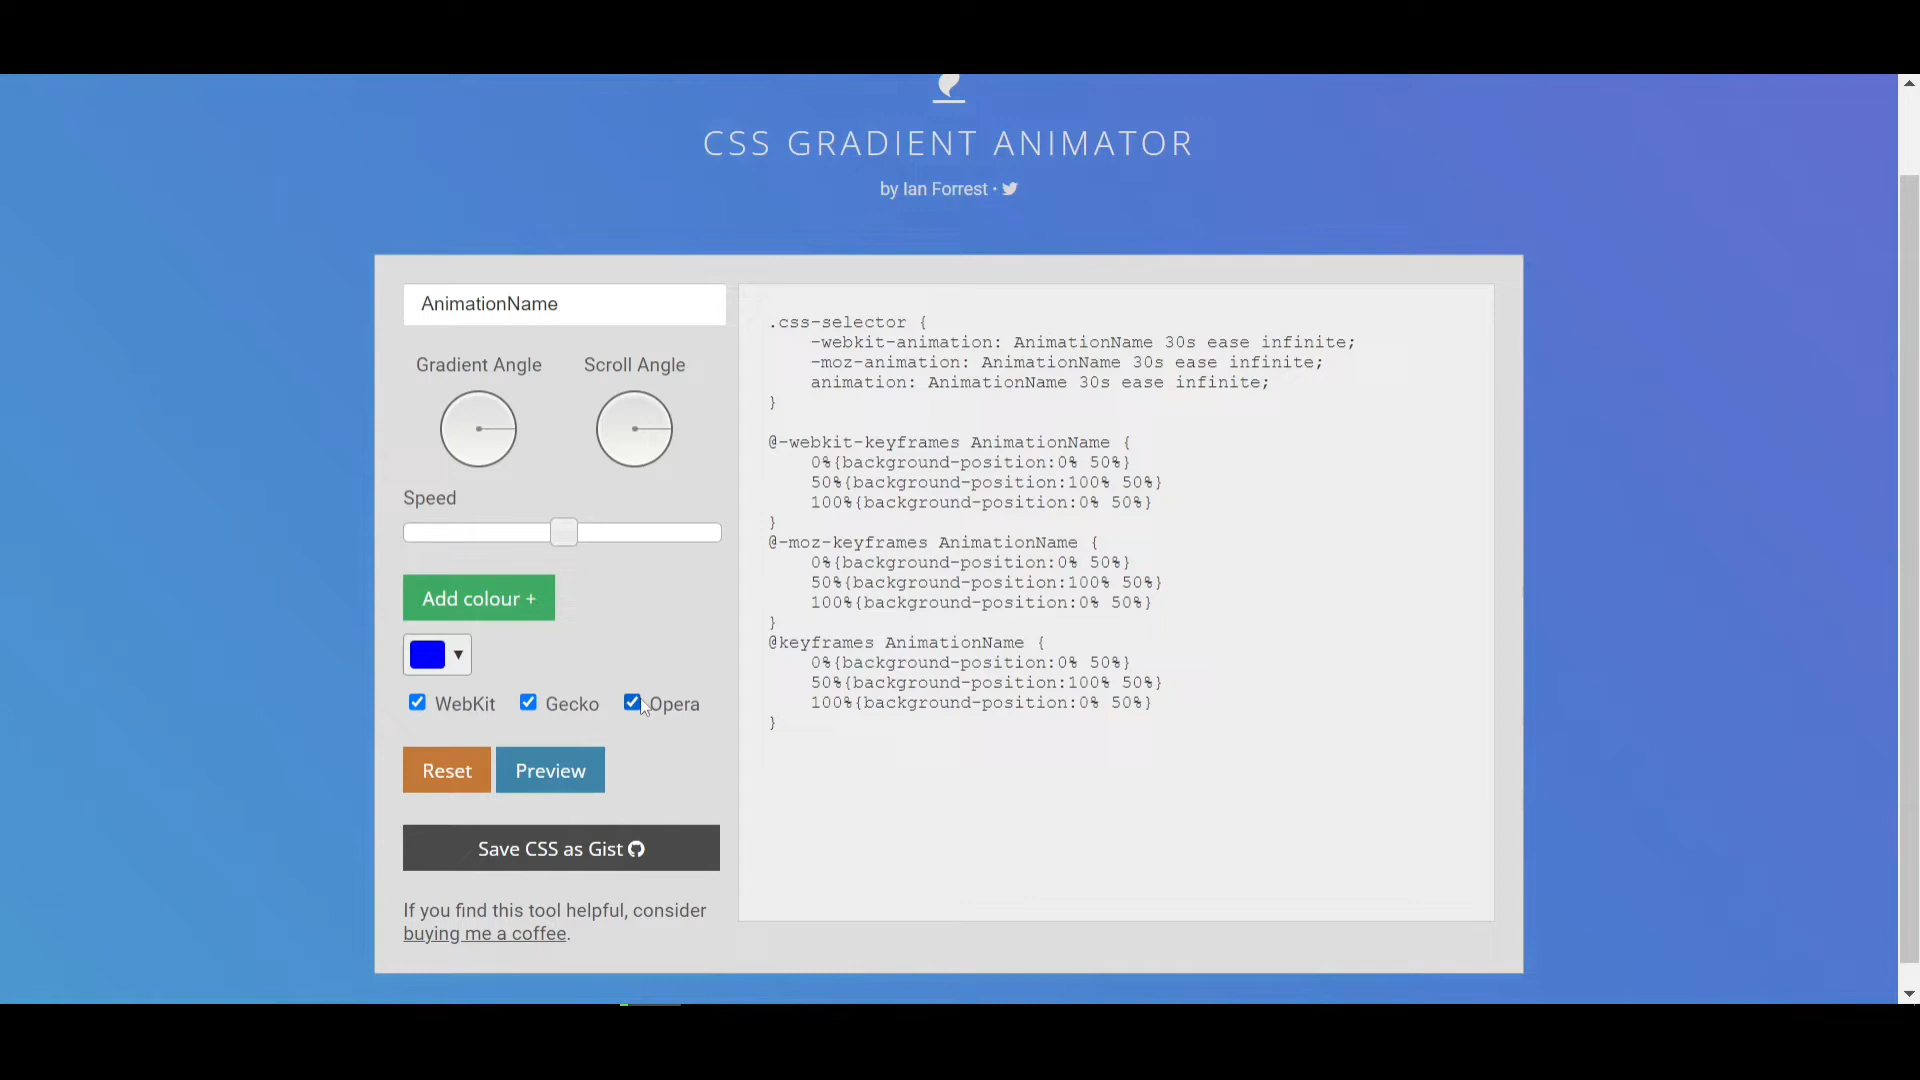 CSS GRADIENT ANIMATOR
by Ian Forrest •
AnimationName
Gradient Angle
Scroll Angle
Speed
Add colour +
▼
WebKit
Gecko
Opera
Reset
Preview
Save CSS as Gist
If you find this tool helpful, consider
buying me a coffee.
.css-selector {
    -webkit-animation: AnimationName 30s ease infinite;
    -moz-animation: AnimationName 30s ease infinite;
    animation: AnimationName 30s ease infinite;
}
@-webkit-keyframes AnimationName {
    0%{background-position:0% 50%}
    50%{background-position:100% 50%}
    100%{background-position:0% 50%}
}
@-moz-keyframes AnimationName {
    0%{background-position:0% 50%}
    50%{background-position:100% 50%}
    100%{background-position:0% 50%}
}
@keyframes AnimationName {
    0%{background-position:0% 50%}
    50%{background-position:100% 50%}
    100%{background-position:0% 50%}
}